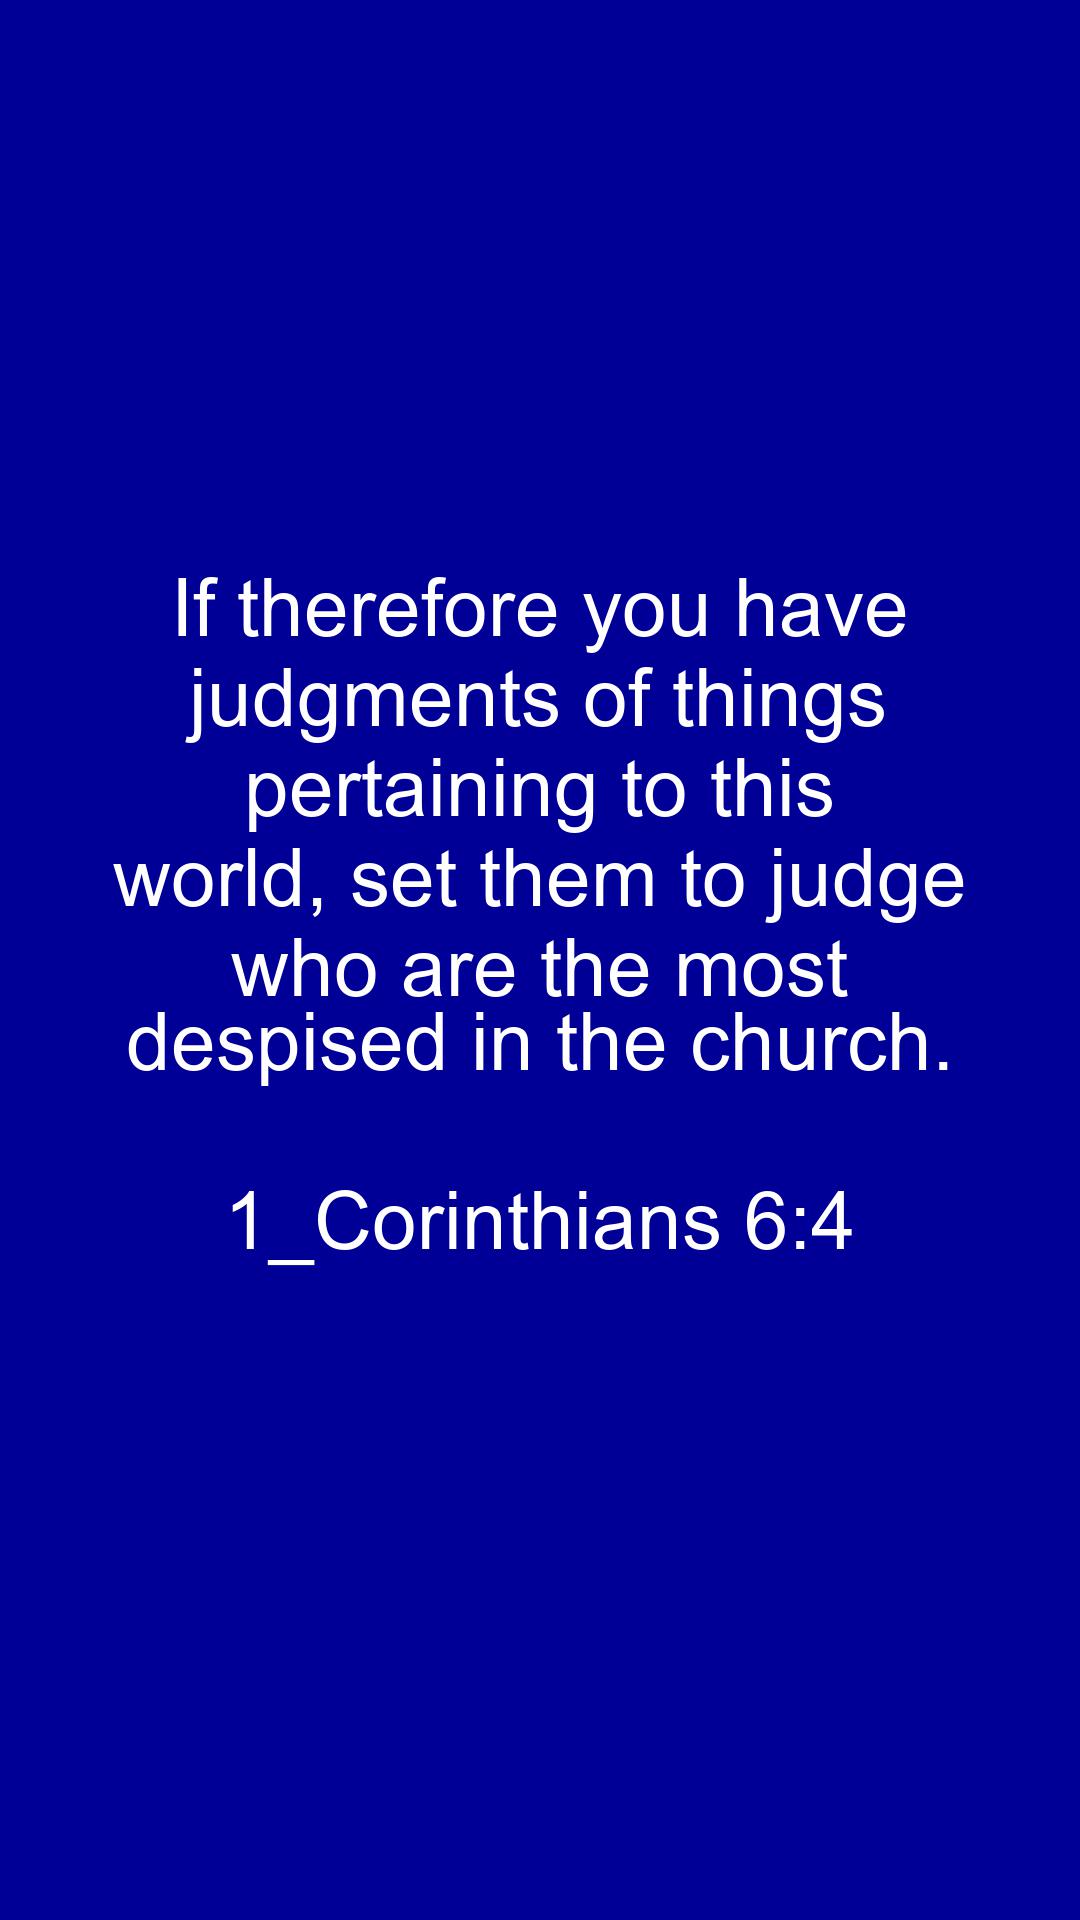 If therefore you have
judgments of things
pertaining to this
world, set them to judge
who are the most
despised in the church.
1_Corinthians 6:4